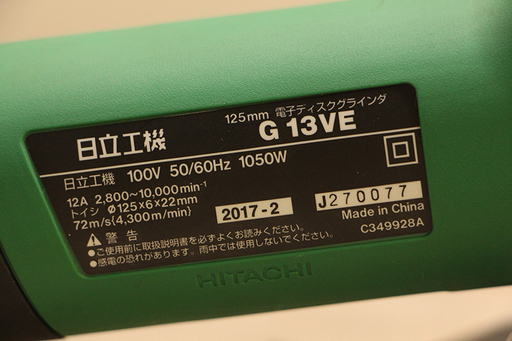 125mm 電子ディスクグラインダ
日立工機 G 13VE
日立工機 100V 50/60Hz 1050W
12A 2,800~10,000min⁻¹
トイシ φ125×6×22mm
72m/s{4,300m/min}
2017-2 J270077
Made in China
C349928A
警告
●ご使用前に取扱説明書を必ずよくお読みください。
●感電の恐れがあります。雨中では使用しないでください。
HITACHI